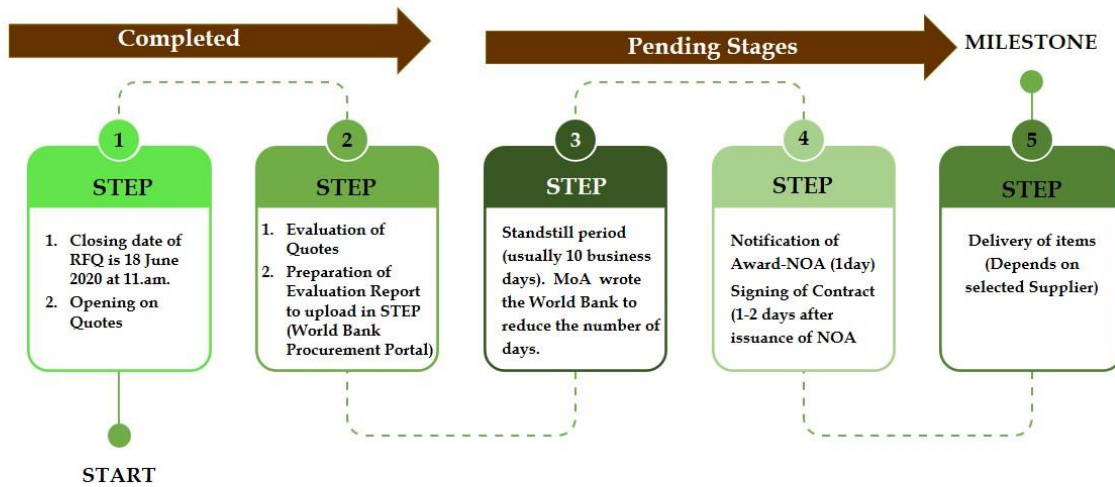 Completed
Pending Stages
MILESTONE
1
STEP
1. Closing date of
RFQ is 18 June
2020 at 11.am.
2. Opening on
Quotes
2
STEP
1. Evaluation of
Quotes
2. Preparation of
Evaluation Report
to upload in STEP
(World Bank
Procurement Portal)
3
STEP
Standstill period
(usually 10 business
days). MoA wrote
the World Bank to
reduce the number of
days.
4
STEP
Notification of
Award-NOA (1day)
Signing of Contract
(1-2 days after
issuance of NOA
5
STEP
Delivery of items
(Depends on
selected Supplier)
START